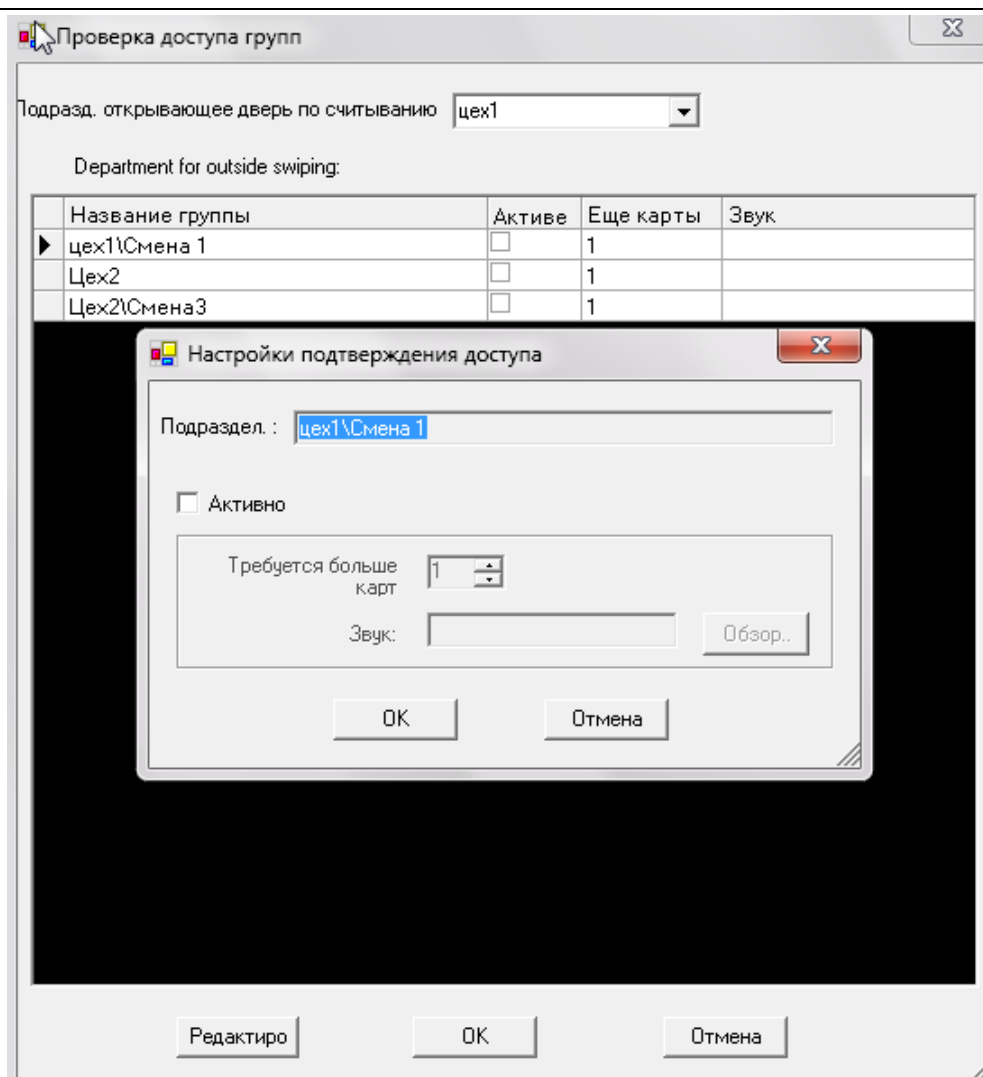 Проверка доступа групп
Подразд. открывающее дверь по считыванию цех1
Department for outside swiping:
Название группы Активе Еще карты Звук
цех1\Смена 1 1
Цех2 1
Цех2\Смена3 1
Настройки подтверждения доступа
Подраздел. : цех1\Смена 1
Активно
Требуется больше
карт 1
Звук: Обзор..
OK Отмена
Редактиро OK Отмена